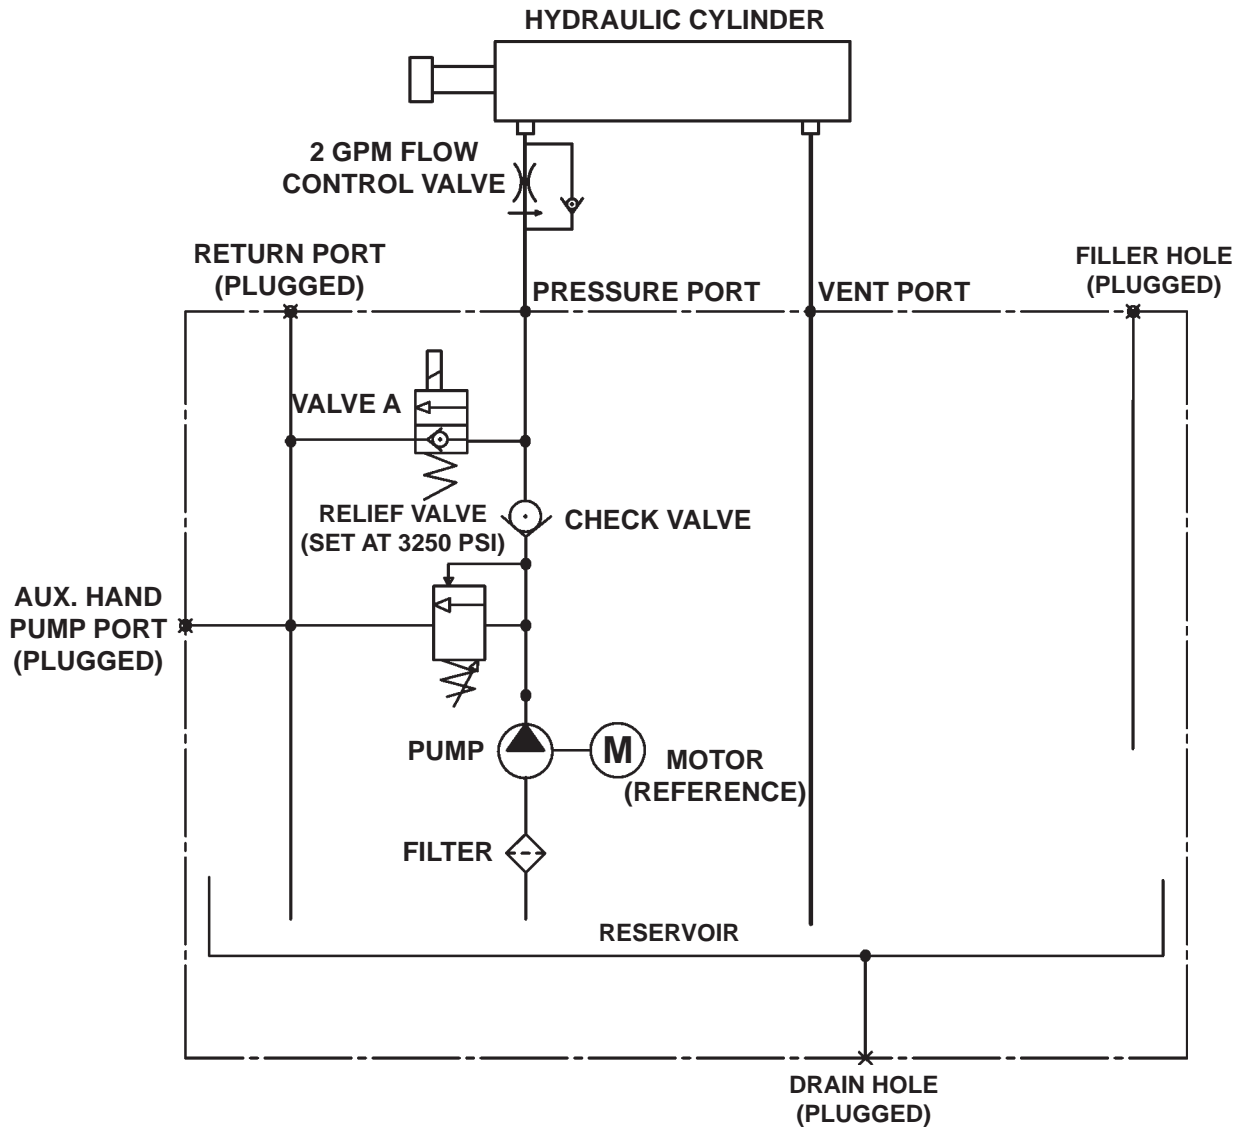 HYDRAULIC CYLINDER
2 GPM FLOW
CONTROL VALVE
RETURN PORT
(PLUGGED)
PRESSURE PORT
VENT PORT
FILLER HOLE
(PLUGGED)
VALVE A
RELIEF VALVE
(SET AT 3250 PSI)
CHECK VALVE
AUX. HAND
PUMP PORT
(PLUGGED)
PUMP
M
MOTOR
(REFERENCE)
FILTER
RESERVOIR
DRAIN HOLE
(PLUGGED)